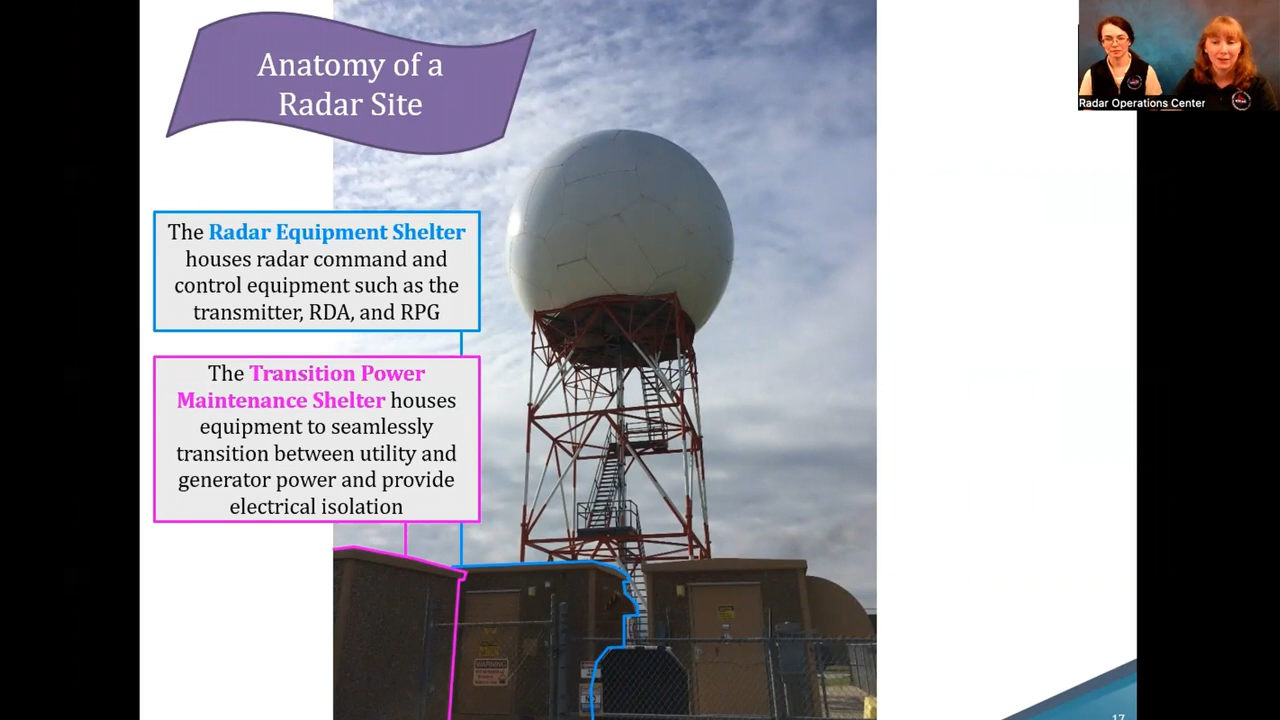 Anatomy of a
Radar Site
Radar Operations Center
The Radar Equipment Shelter
houses radar command and
control equipment such as the
transmitter, RDA, and RPG
The Transition Power
Maintenance Shelter houses
equipment to seamlessly
transition between utility and
generator power and provide
electrical isolation
WARNING
17